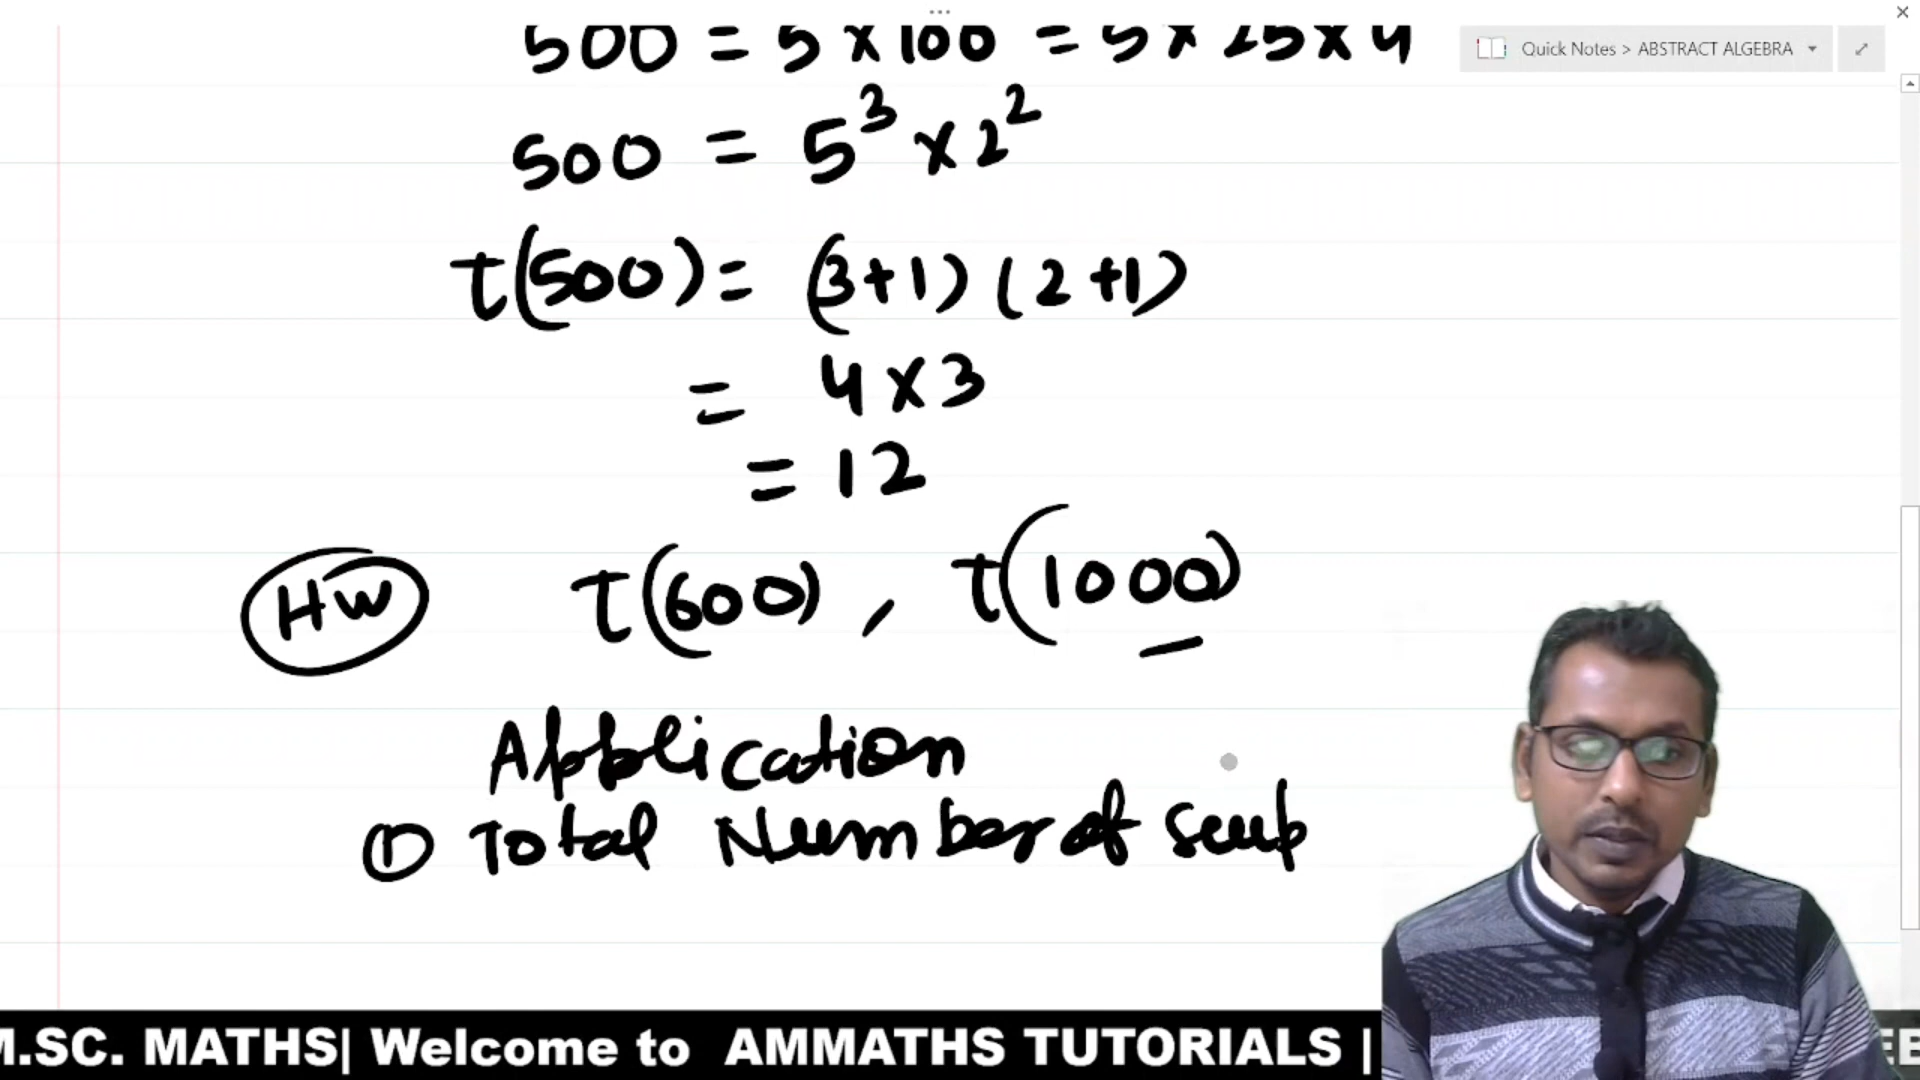 Quick Notes > ABSTRACT ALGEBRA
500 = 5 × 100 = 5 × 25 × 4
500 = 5³ × 2²
τ(500) = (3+1) (2+1)
= 4 × 3
= 12
HW τ(600) , τ(1000)
Application
① Total Number of sub
M.SC. MATHS| Welcome to AMMATHS TUTORIALS |